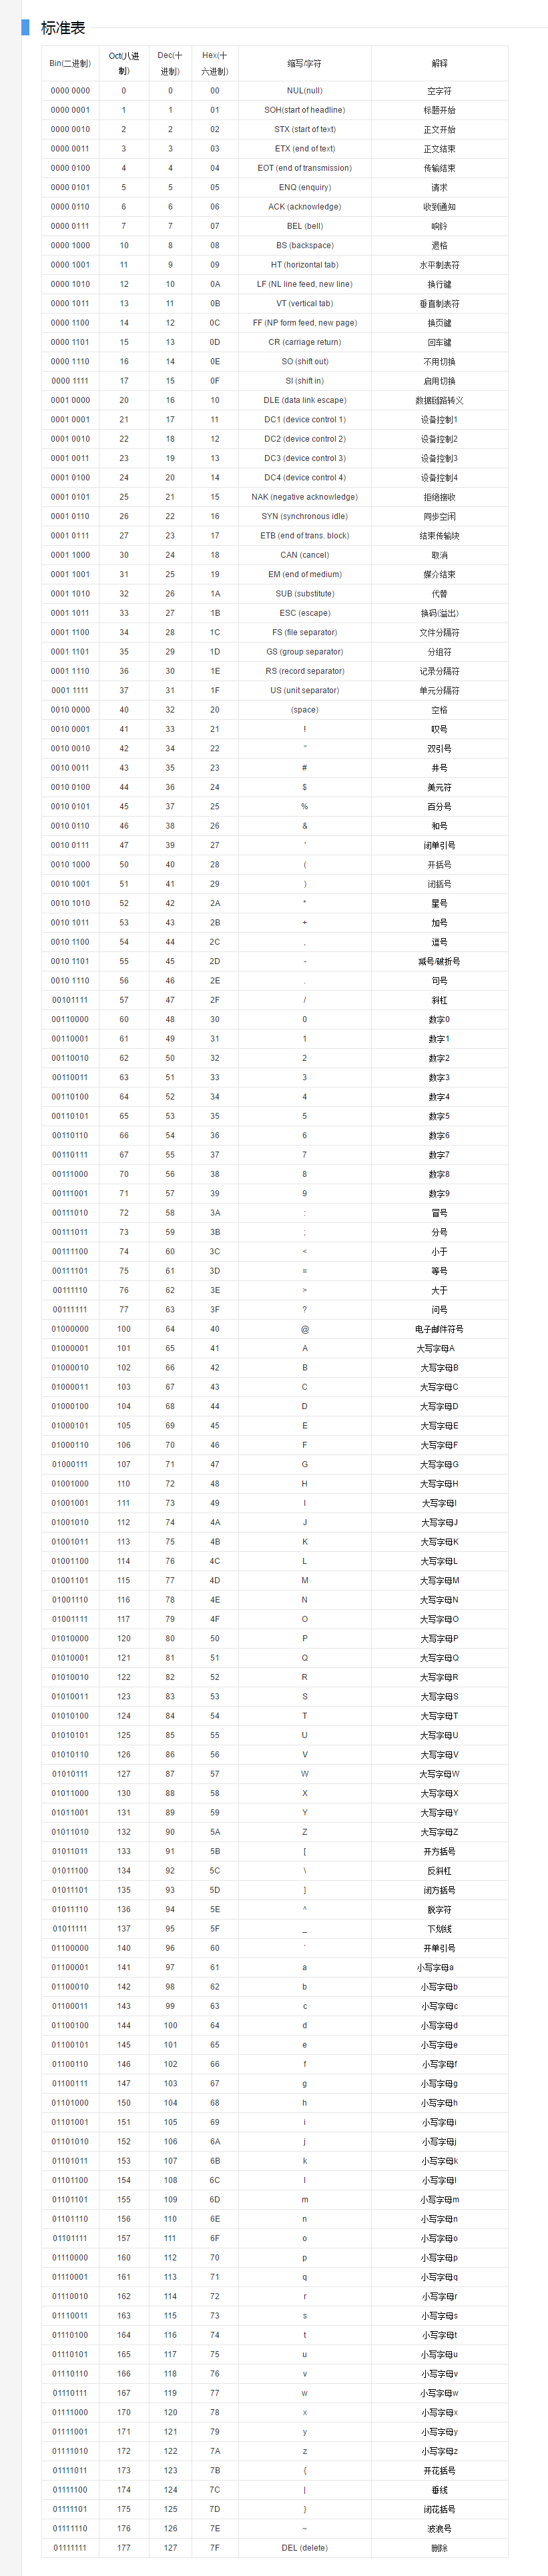 标准表
Bin(二进制) Oct(八进制) Dec(十进制) Hex(十六进制) 缩写/字符 解释
0000 0000 0 0 00 NUL(null) 空字符
0000 0001 1 1 01 SOH(start of headline) 标题开始
0000 0010 2 2 02 STX (start of text) 正文开始
0000 0011 3 3 03 ETX (end of text) 正文结束
0000 0100 4 4 04 EOT (end of transmission) 传输结束
0000 0101 5 5 05 ENQ (enquiry) 请求
0000 0110 6 6 06 ACK (acknowledge) 收到通知
0000 0111 7 7 07 BEL (bell) 响铃
0000 1000 10 8 08 BS (backspace) 退格
0000 1001 11 9 09 HT (horizontal tab) 水平制表符
0000 1010 12 10 0A LF (NL line feed, new line) 换行键
0000 1011 13 11 0B VT (vertical tab) 垂直制表符
0000 1100 14 12 0C FF (NP form feed, new page) 换页键
0000 1101 15 13 0D CR (carriage return) 回车键
0000 1110 16 14 0E SO (shift out) 不用切换
0000 1111 17 15 0F SI (shift in) 启用切换
0001 0000 20 16 10 DLE (data link escape) 数据链路转义
0001 0001 21 17 11 DC1 (device control 1) 设备控制1
0001 0010 22 18 12 DC2 (device control 2) 设备控制2
0001 0011 23 19 13 DC3 (device control 3) 设备控制3
0001 0100 24 20 14 DC4 (device control 4) 设备控制4
0001 0101 25 21 15 NAK (negative acknowledge) 拒绝接收
0001 0110 26 22 16 SYN (synchronous idle) 同步空闲
0001 0111 27 23 17 ETB (end of trans. block) 结束传输块
0001 1000 30 24 18 CAN (cancel) 取消
0001 1001 31 25 19 EM (end of medium) 媒介结束
0001 1010 32 26 1A SUB (substitute) 代替
0001 1011 33 27 1B ESC (escape) 换码(溢出)
0001 1100 34 28 1C FS (file separator) 文件分隔符
0001 1101 35 29 1D GS (group separator) 分组符
0001 1110 36 30 1E RS (record separator) 记录分隔符
0001 1111 37 31 1F US (unit separator) 单元分隔符
0010 0000 40 32 20 (space) 空格
0010 0001 41 33 21 ! 叹号
0010 0010 42 34 22 " 双引号
0010 0011 43 35 23 # 井号
0010 0100 44 36 24 $ 美元符
0010 0101 45 37 25 % 百分号
0010 0110 46 38 26 & 和号
0010 0111 47 39 27 ' 闭单引号
0010 1000 50 40 28 ( 开括号
0010 1001 51 41 29 ) 闭括号
0010 1010 52 42 2A * 星号
0010 1011 53 43 2B + 加号
0010 1100 54 44 2C , 逗号
0010 1101 55 45 2D - 减号/破折号
0010 1110 56 46 2E . 句号
00101111 57 47 2F / 斜杠
00110000 60 48 30 0 数字0
00110001 61 49 31 1 数字1
00110010 62 50 32 2 数字2
00110011 63 51 33 3 数字3
00110100 64 52 34 4 数字4
00110101 65 53 35 5 数字5
00110110 66 54 36 6 数字6
00110111 67 55 37 7 数字7
00111000 70 56 38 8 数字8
00111001 71 57 39 9 数字9
00111010 72 58 3A : 冒号
00111011 73 59 3B ; 分号
00111100 74 60 3C < 小于
00111101 75 61 3D = 等号
00111110 76 62 3E > 大于
00111111 77 63 3F ? 问号
01000000 100 64 40 @ 电子邮件符号
01000001 101 65 41 A 大写字母A
01000010 102 66 42 B 大写字母B
01000011 103 67 43 C 大写字母C
01000100 104 68 44 D 大写字母D
01000101 105 69 45 E 大写字母E
01000110 106 70 46 F 大写字母F
01000111 107 71 47 G 大写字母G
01001000 110 72 48 H 大写字母H
01001001 111 73 49 I 大写字母I
01001010 112 74 4A J 大写字母J
01001011 113 75 4B K 大写字母K
01001100 114 76 4C L 大写字母L
01001101 115 77 4D M 大写字母M
01001110 116 78 4E N 大写字母N
01001111 117 79 4F O 大写字母O
01010000 120 80 50 P 大写字母P
01010001 121 81 51 Q 大写字母Q
01010010 122 82 52 R 大写字母R
01010011 123 83 53 S 大写字母S
01010100 124 84 54 T 大写字母T
01010101 125 85 55 U 大写字母U
01010110 126 86 56 V 大写字母V
01010111 127 87 57 W 大写字母W
01011000 130 88 58 X 大写字母X
01011001 131 89 59 Y 大写字母Y
01011010 132 90 5A Z 大写字母Z
01011011 133 91 5B [ 开方括号
01011100 134 92 5C \ 反斜杠
01011101 135 93 5D ] 闭方括号
01011110 136 94 5E ^ 脱字符
01011111 137 95 5F _ 下划线
01100000 140 96 60 ` 开单引号
01100001 141 97 61 a 小写字母a
01100010 142 98 62 b 小写字母b
01100011 143 99 63 c 小写字母c
01100100 144 100 64 d 小写字母d
01100101 145 101 65 e 小写字母e
01100110 146 102 66 f 小写字母f
01100111 147 103 67 g 小写字母g
01101000 150 104 68 h 小写字母h
01101001 151 105 69 i 小写字母i
01101010 152 106 6A j 小写字母j
01101011 153 107 6B k 小写字母k
01101100 154 108 6C l 小写字母l
01101101 155 109 6D m 小写字母m
01101110 156 110 6E n 小写字母n
01101111 157 111 6F o 小写字母o
01110000 160 112 70 p 小写字母p
01110001 161 113 71 q 小写字母q
01110010 162 114 72 r 小写字母r
01110011 163 115 73 s 小写字母s
01110100 164 116 74 t 小写字母t
01110101 165 117 75 u 小写字母u
01110110 166 118 76 v 小写字母v
01110111 167 119 77 w 小写字母w
01111000 170 120 78 x 小写字母x
01111001 171 121 79 y 小写字母y
01111010 172 122 7A z 小写字母z
01111011 173 123 7B { 开花括号
01111100 174 124 7C | 垂线
01111101 175 125 7D } 闭花括号
01111110 176 126 7E ~ 波浪号
01111111 177 127 7F DEL (delete) 删除